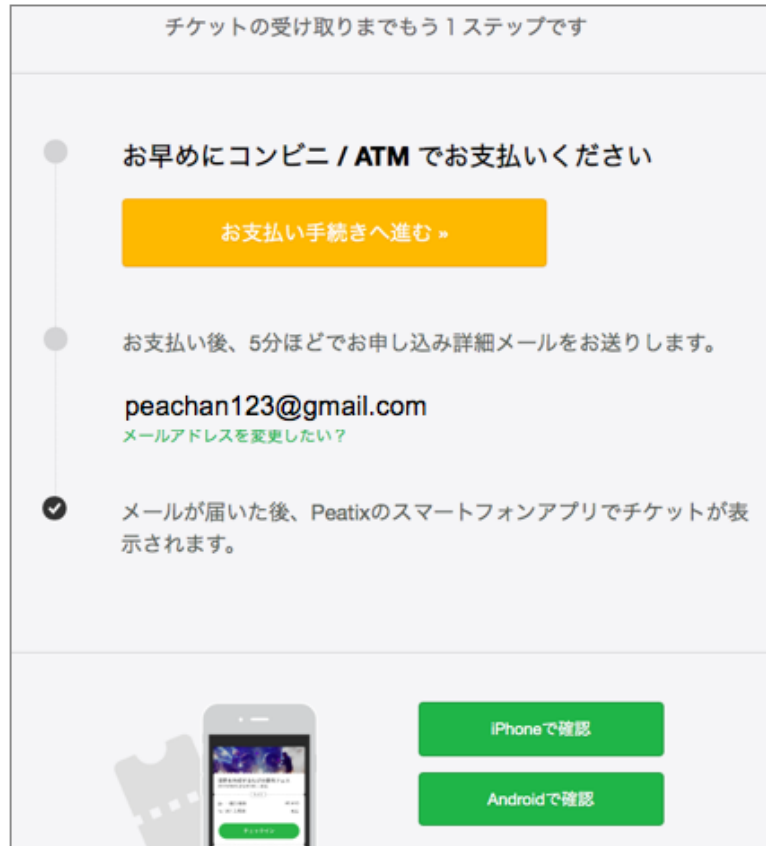 チケットの受け取りまでもう1ステップです
お早めにコンビニ / ATM でお支払いください
お支払い手続きへ進む »
お支払い後、5分ほどでお申し込み詳細メールをお送りします。
peachan123@gmail.com
メールアドレスを変更したい？
メールが届いた後、Peatixのスマートフォンアプリでチケットが表
示されます。
iPhoneで確認
Androidで確認
チェックイン